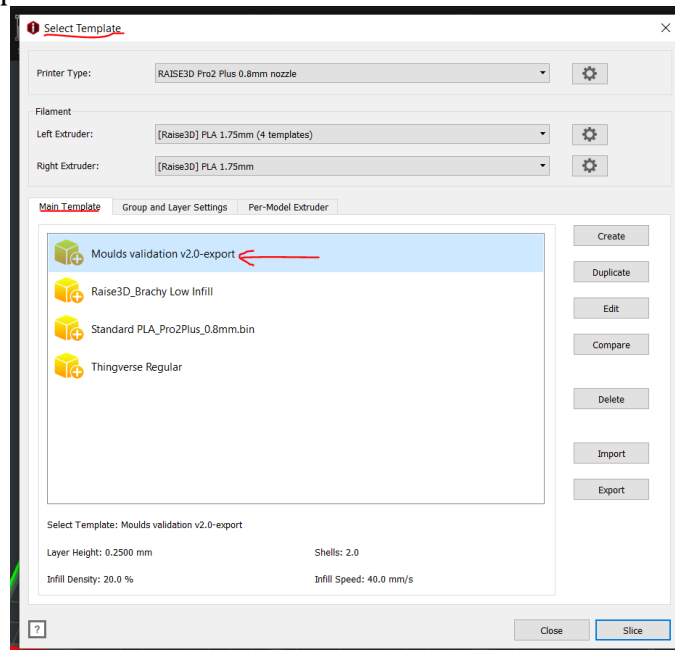 Select Template
Printer Type: RAISE3D Pro2 Plus 0.8mm nozzle
Filament
Left Extruder: [Raise3D] PLA 1.75mm (4 templates)
Right Extruder: [Raise3D] PLA 1.75mm
Main Template Group and Layer Settings Per-Model Extruder
Moulds validation v2.0-export
Raise3D_Brachy Low Infill
Standard PLA_Pro2Plus_0.8mm.bin
Thingverse Regular
Create
Duplicate
Edit
Compare
Delete
Import
Export
Select Template: Moulds validation v2.0-export
Layer Height: 0.2500 mm Shells: 2.0
Infill Density: 20.0 % Infill Speed: 40.0 mm/s
? Close Slice